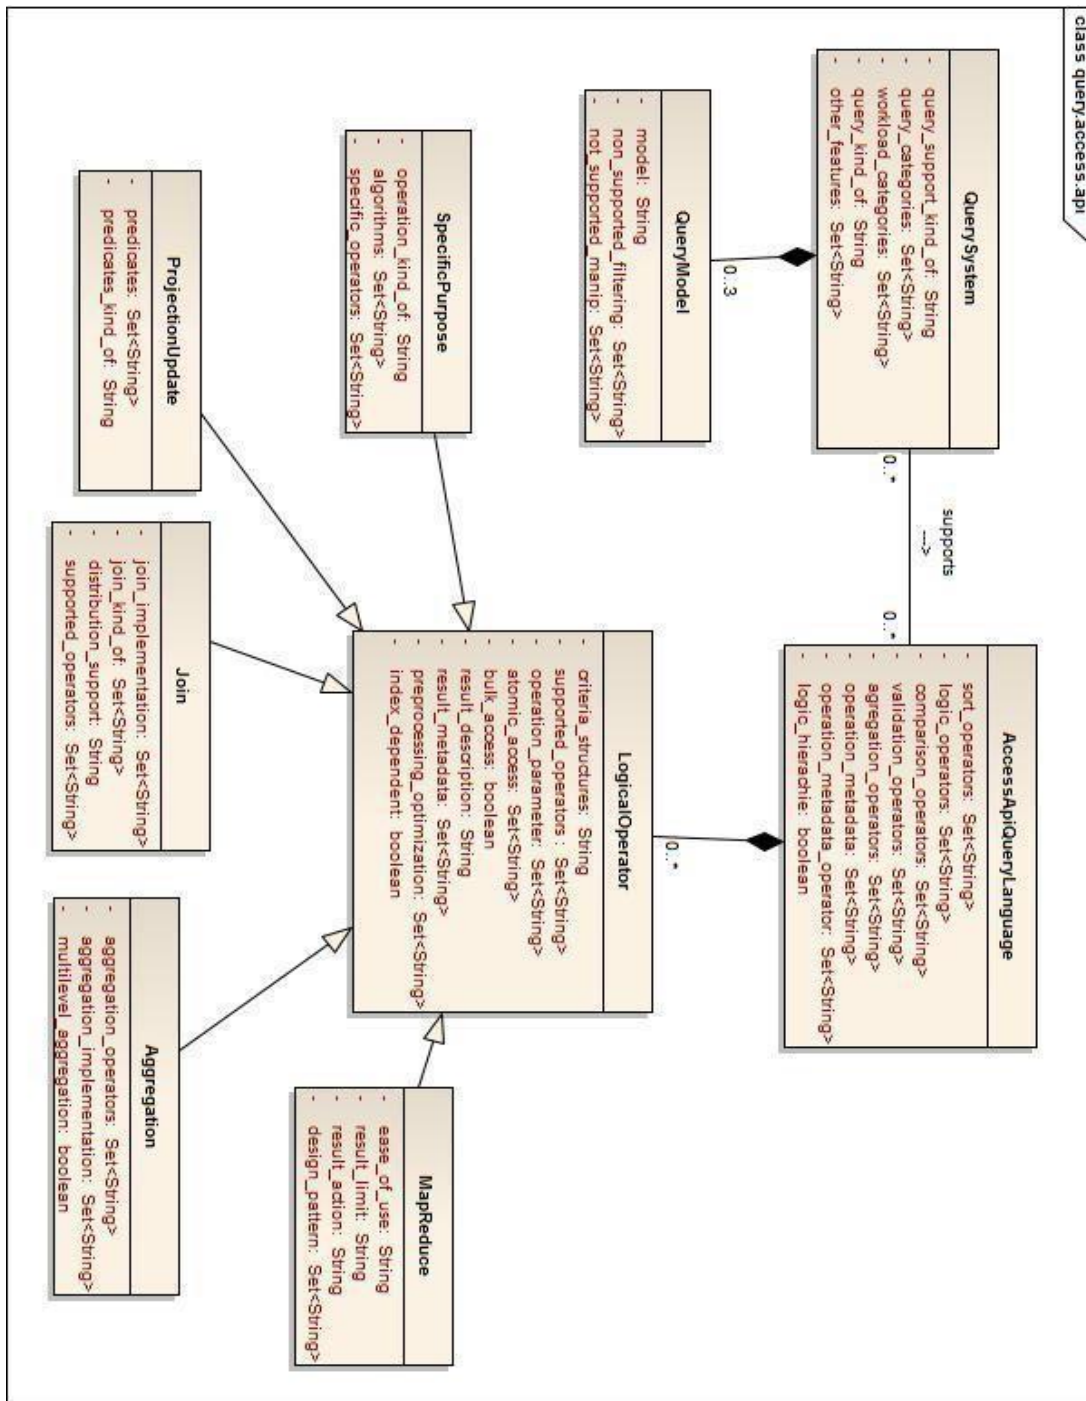 class query.access.api
QuerySystem
- query_support_kind_of: String
- query_categories: Set<String>
- workload_categories: Set<String>
- query_kind_of: String
- other_features: Set<String>
0..*
supports
--->
0..*
AccessApiQueryLanguage
- sort_operators: Set<String>
- logic_operators: Set<String>
- comparison_operators: Set<String>
- validation_operators: Set<String>
- agregation_operators: Set<String>
- operation_metadata: Set<String>
- operation_metadata_operator: Set<String>
- logic_hierachie: boolean
0..3
QueryModel
- model: String
- non_supported_filtering: Set<String>
- not_supported_manip: Set<String>
0..*
LogicalOperator
- criteria_structures: String
- supported_operators : Set<String>
- operation_parameter: Set<String>
- atomic_access: Set<String>
- bulk_access: boolean
- result_description: String
- result_metadata: Set<String>
- preprocessing_optimization: Set<String>
- index_dependent: boolean
SpecificPurpose
- operation_kind_of: String
- algorithms: Set<String>
- specific_operators: Set<String>
MapReduce
- ease_of_use: String
- result_limit: String
- result_action: String
- design_pattern: Set<String>
ProjectionUpdate
- predicates: Set<String>
- predicates_kind_of: String
Join
- join_implementation: Set<String>
- join_kind_of: Set<String>
- distribution_support: String
- supported_operators: Set<String>
Aggregation
- aggregation_operators: Set<String>
- aggregation_implementation: Set<String>
- multilevel_aggregation: boolean